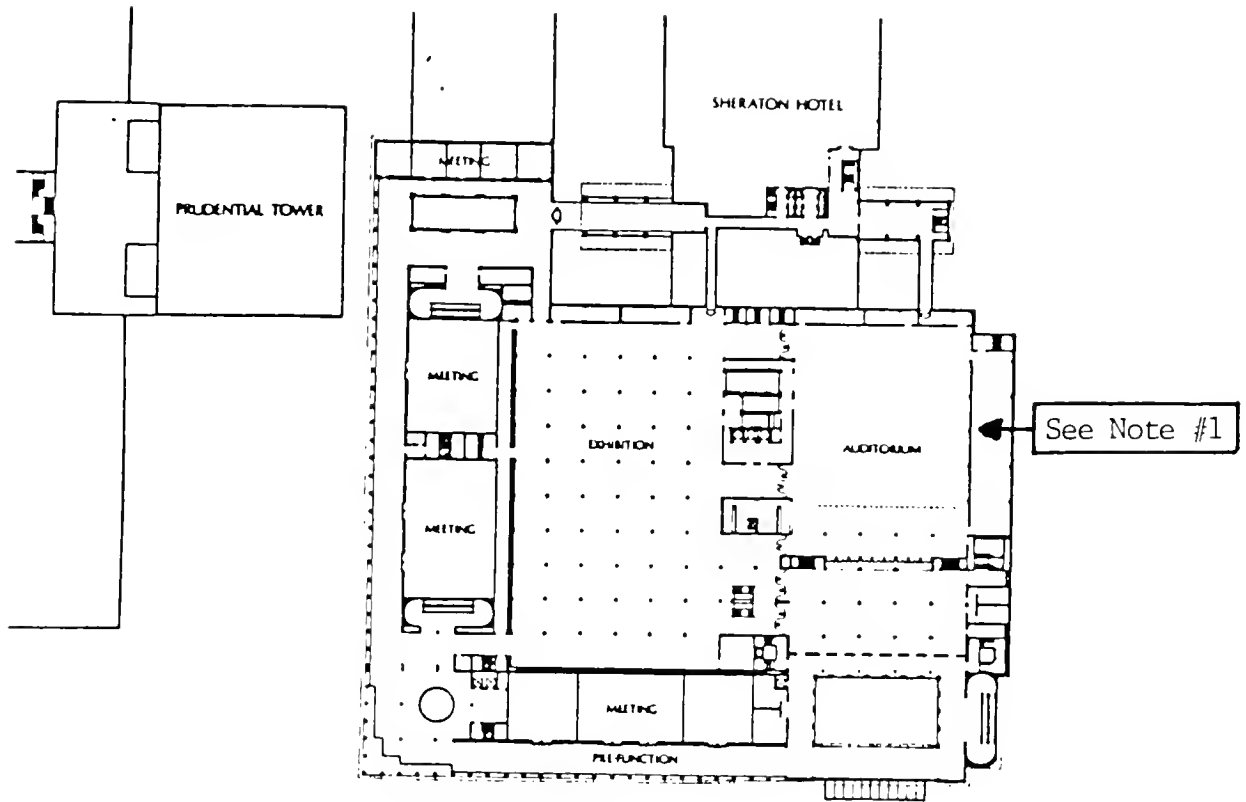 SHERATON HOTEL
MEETING
PRUDENTIAL TOWER
MEETING
See Note #1
EXHIBITION
AUDITORIUM
MEETING
MEETING
PRE-FUNCTION